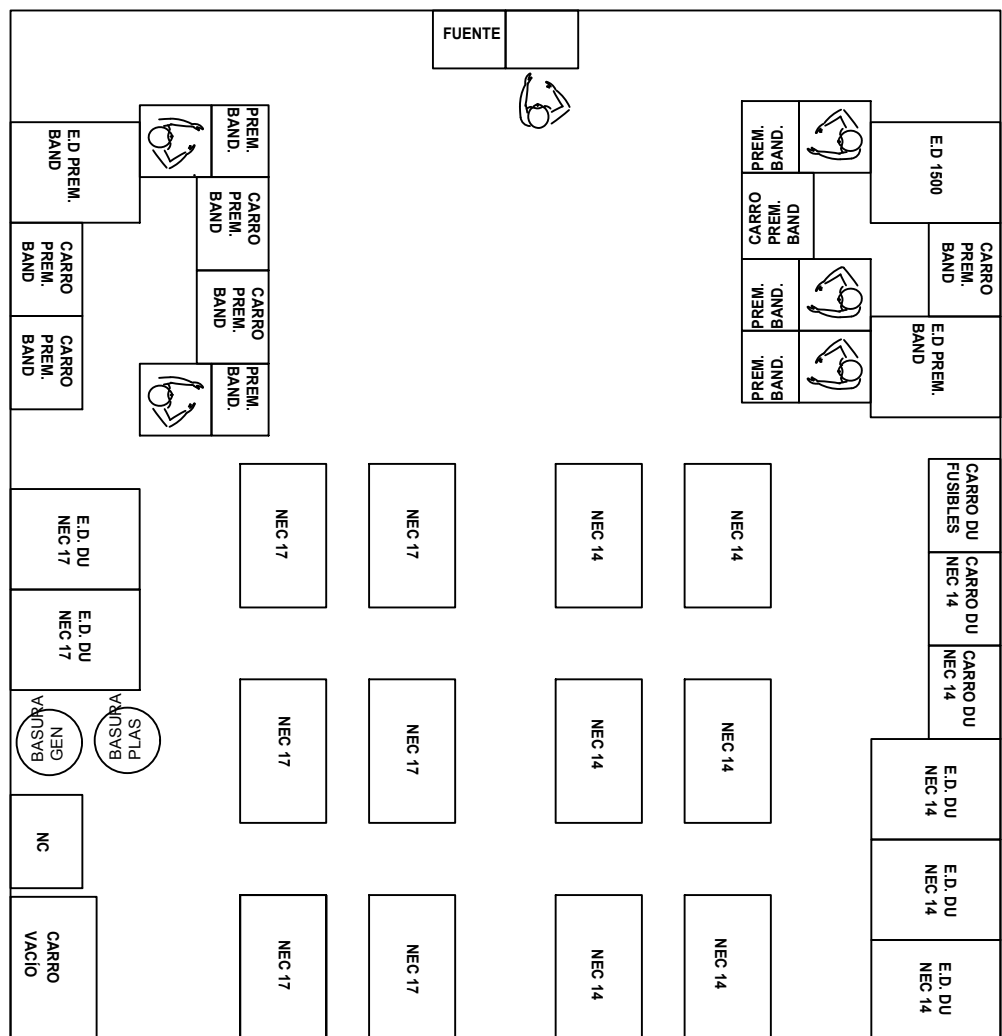 FUENTE
PREM.
BAND.
PREM.
BAND.
E.D PREM.
BAND
E.D 1500
CARRO
PREM.
BAND
CARRO
PREM.
BAND
CARRO
PREM.
BAND
CARRO
PREM.
BAND
CARRO
PREM.
BAND
PREM.
BAND.
CARRO
PREM.
BAND
CARRO
PREM.
BAND
E.D PREM.
BAND
PREM.
BAND.
PREM.
BAND.
CARRO DU
FUSIBLES
NEC 17
NEC 17
NEC 14
NEC 14
E.D. DU
NEC 17
CARRO DU
NEC 14
E.D. DU
NEC 17
CARRO DU
NEC 14
BASURA
GEN
BASURA
PLAS
NEC 17
NEC 17
NEC 14
NEC 14
E.D. DU
NEC 14
NC
E.D. DU
NEC 14
CARRO
VACÍO
NEC 17
NEC 17
NEC 14
NEC 14
E.D. DU
NEC 14